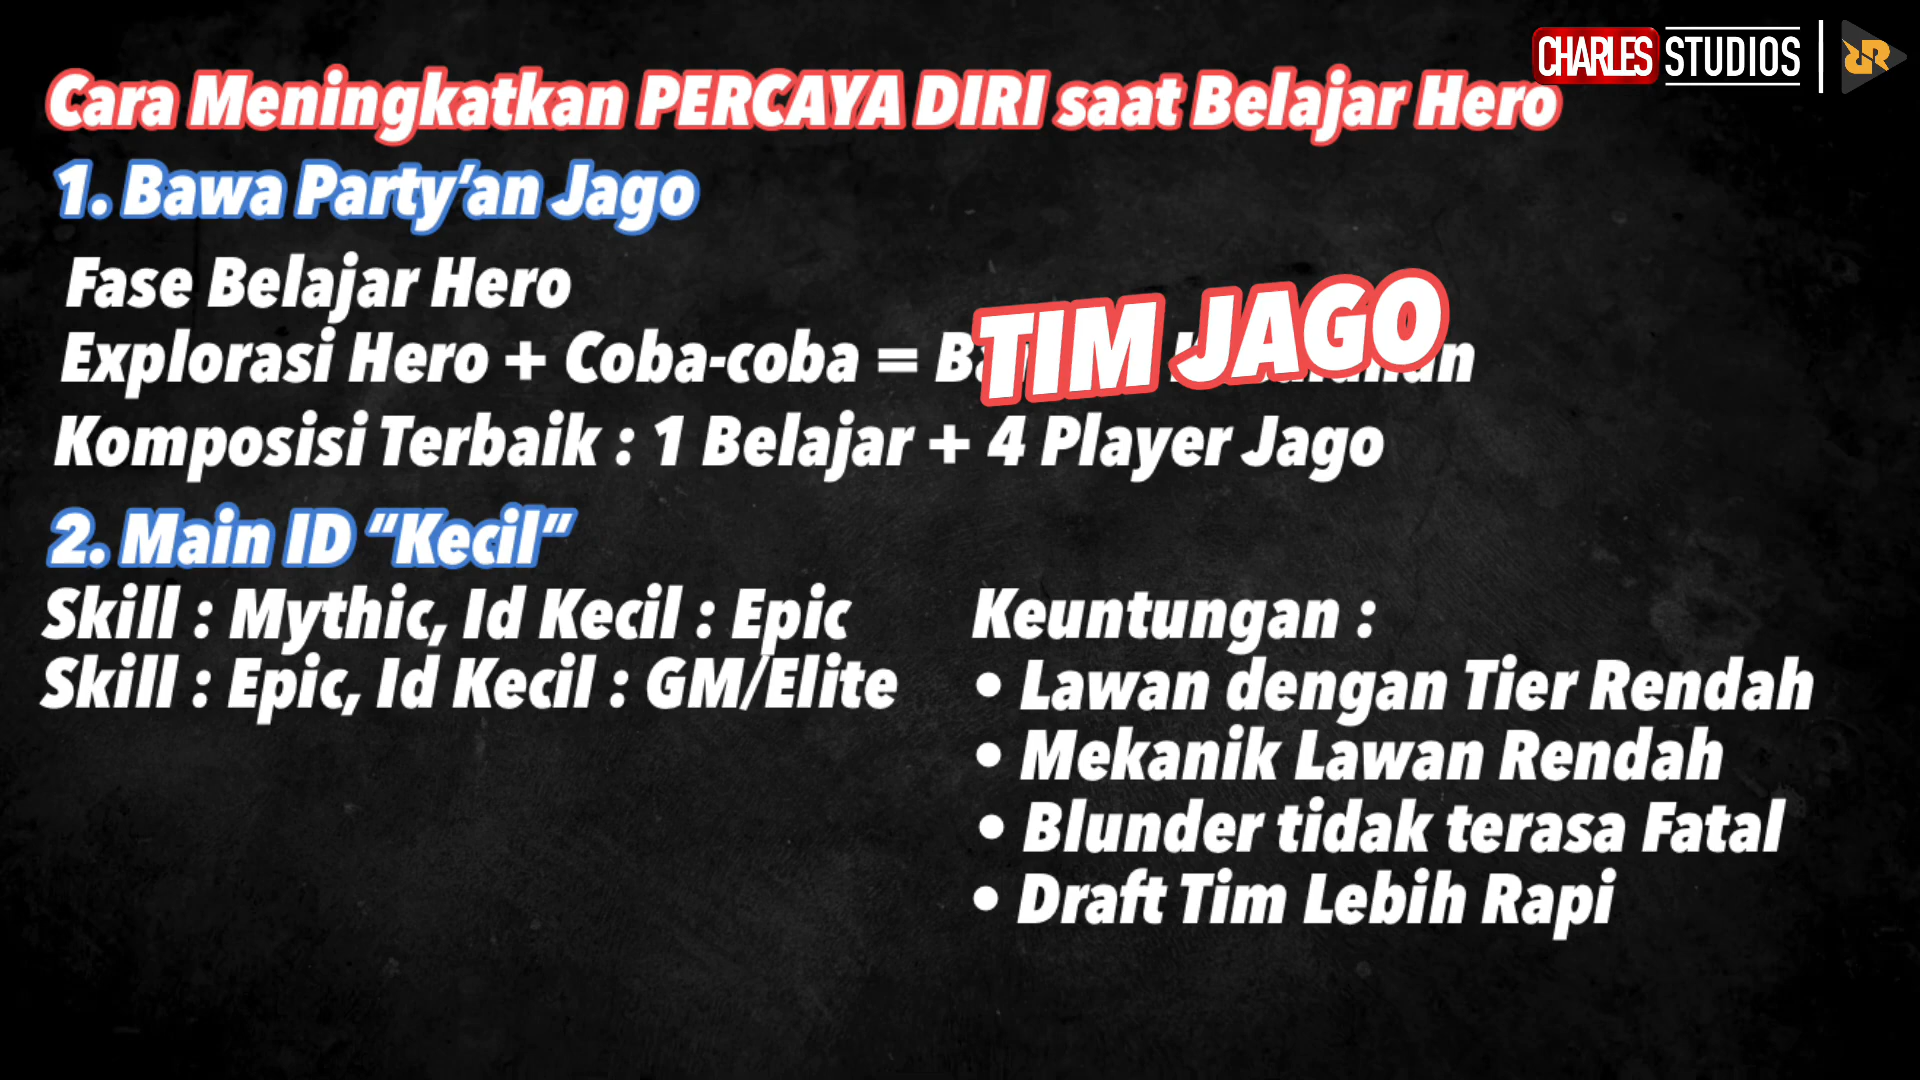 CHARLES STUDIOS
Cara Meningkatkan PERCAYA DIRI saat Belajar Hero
1. Bawa Party’an Jago
Fase Belajar Hero
TIM JAGO
Explorasi Hero + Coba-coba =
Komposisi Terbaik : 1 Belajar + 4 Player Jago
2. Main ID “Kecil”
Skill : Mythic, Id Kecil : Epic
Skill : Epic, Id Kecil : GM/Elite
Keuntungan :
• Lawan dengan Tier Rendah
• Mekanik Lawan Rendah
• Blunder tidak terasa Fatal
• Draft Tim Lebih Rapi